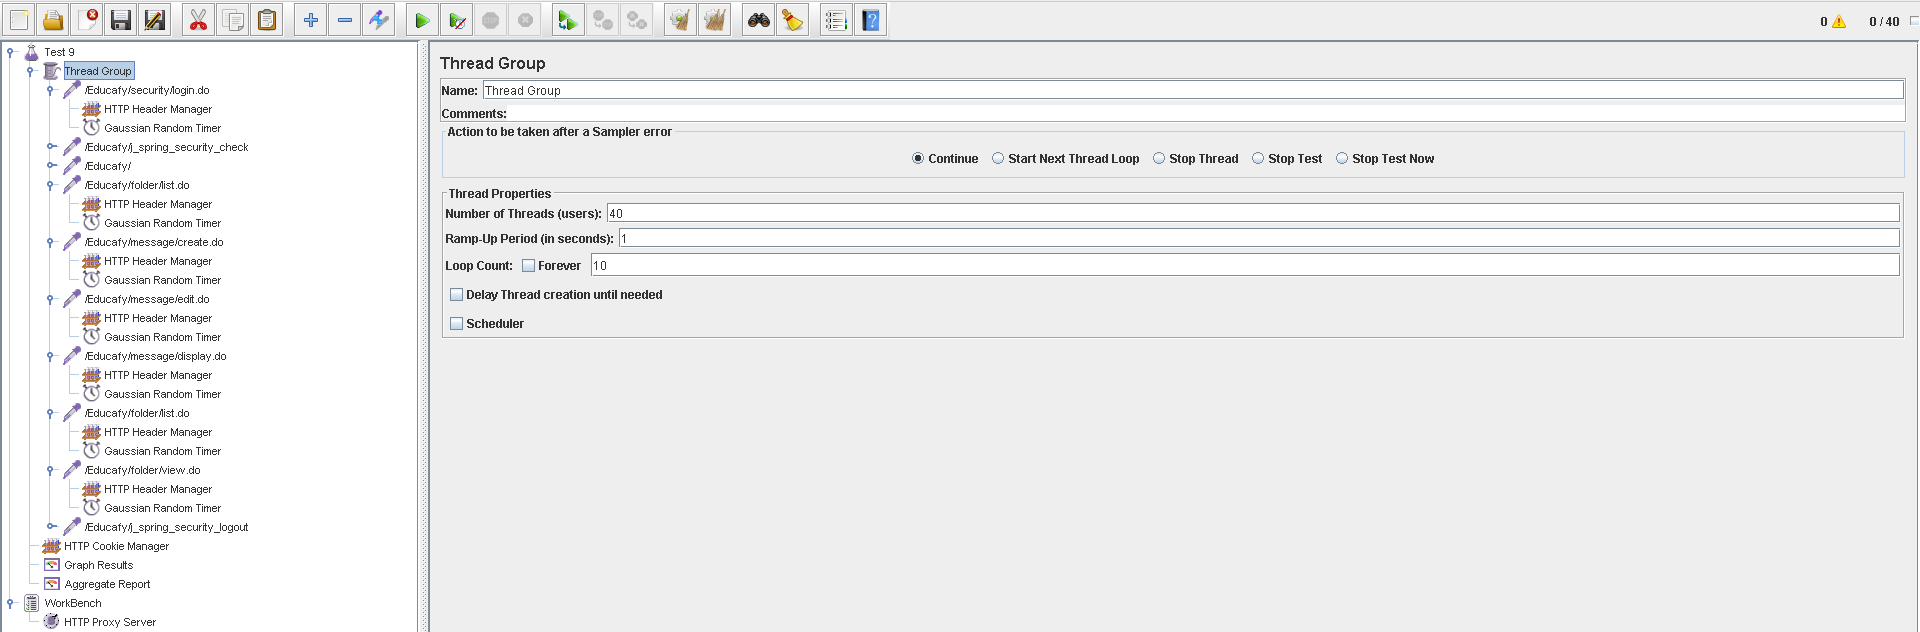 0
0 / 40
Test 9
Thread Group
/Educafy/security/login.do
HTTP Header Manager
Gaussian Random Timer
/Educafy/j_spring_security_check
/Educafy/
/Educafy/folder/list.do
HTTP Header Manager
Gaussian Random Timer
/Educafy/message/create.do
HTTP Header Manager
Gaussian Random Timer
/Educafy/message/edit.do
HTTP Header Manager
Gaussian Random Timer
/Educafy/message/display.do
HTTP Header Manager
Gaussian Random Timer
/Educafy/folder/list.do
HTTP Header Manager
Gaussian Random Timer
/Educafy/folder/view.do
HTTP Header Manager
Gaussian Random Timer
/Educafy/j_spring_security_logout
HTTP Cookie Manager
Graph Results
Aggregate Report
WorkBench
HTTP Proxy Server
Thread Group
Name: Thread Group
Comments:
Action to be taken after a Sampler error
Continue Start Next Thread Loop Stop Thread Stop Test Stop Test Now
Thread Properties
Number of Threads (users): 40
Ramp-Up Period (in seconds): 1
Loop Count: Forever 10
Delay Thread creation until needed
Scheduler